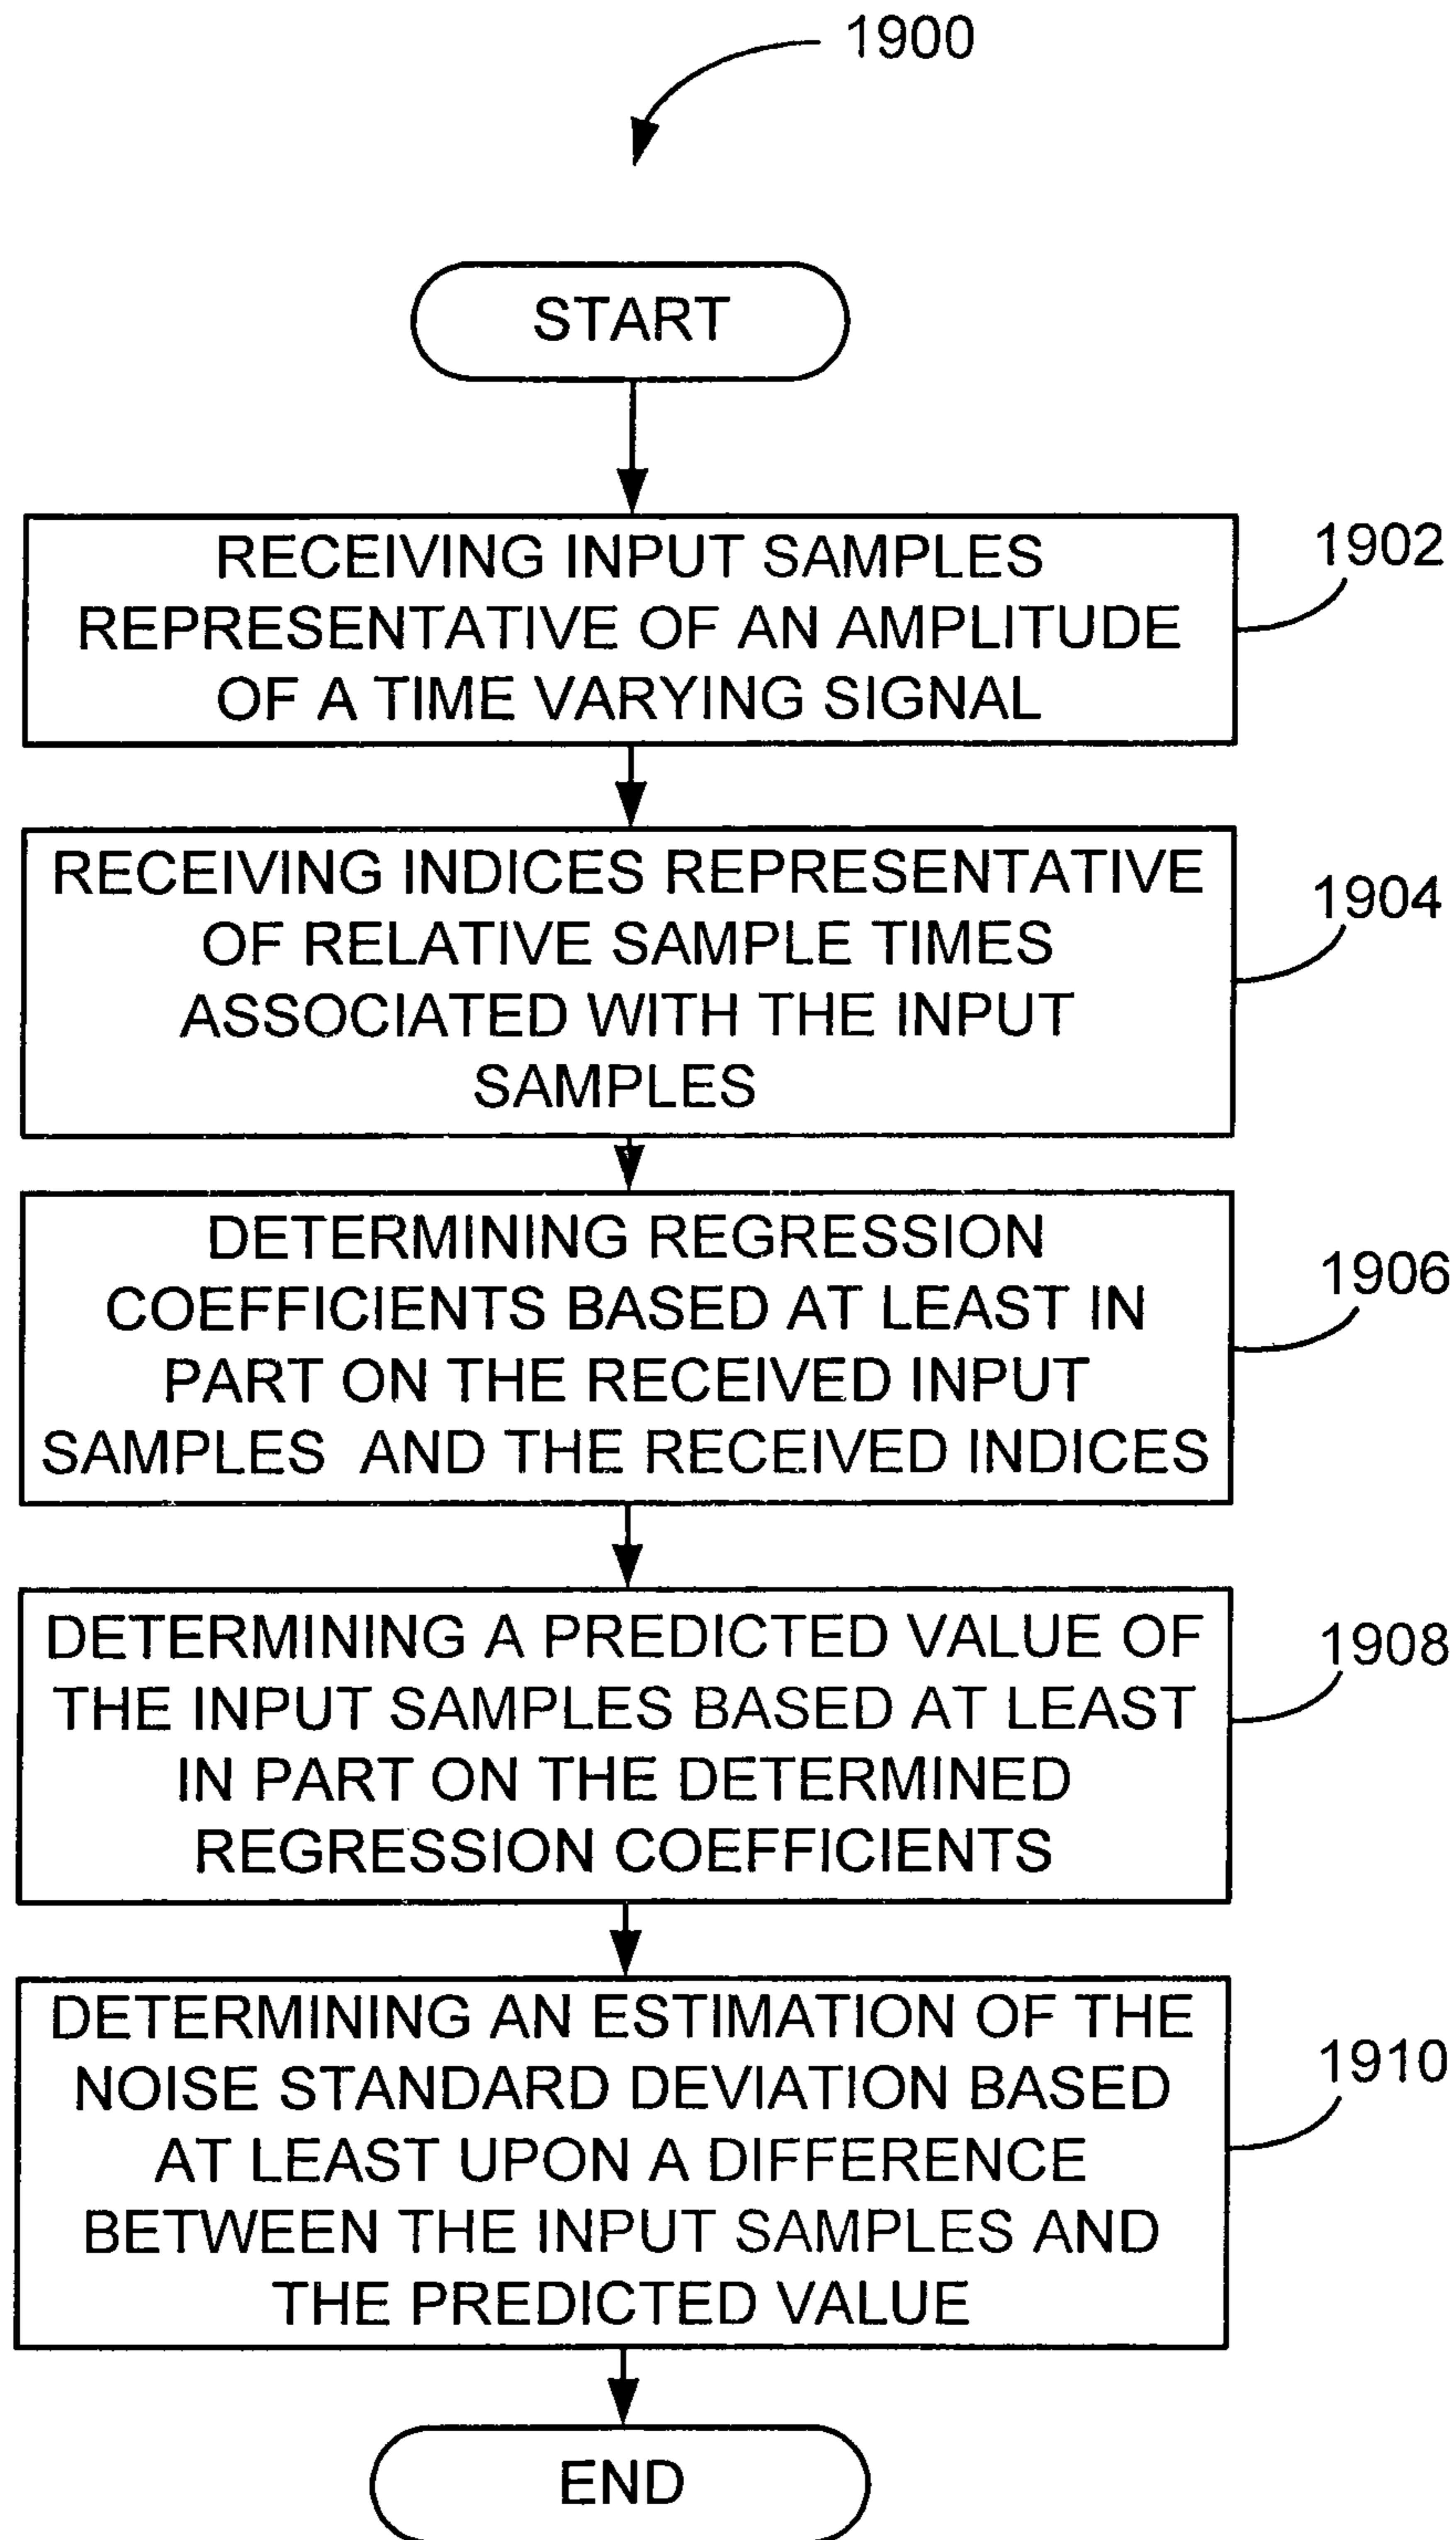 1900
START
RECEIVING INPUT SAMPLES
REPRESENTATIVE OF AN AMPLITUDE
OF A TIME VARYING SIGNAL
1902
RECEIVING INDICES REPRESENTATIVE
OF RELATIVE SAMPLE TIMES
ASSOCIATED WITH THE INPUT
SAMPLES
1904
DETERMINING REGRESSION
COEFFICIENTS BASED AT LEAST IN
PART ON THE RECEIVED INPUT
SAMPLES AND THE RECEIVED INDICES
1906
DETERMINING A PREDICTED VALUE OF
THE INPUT SAMPLES BASED AT LEAST
IN PART ON THE DETERMINED
REGRESSION COEFFICIENTS
1908
DETERMINING AN ESTIMATION OF THE
NOISE STANDARD DEVIATION BASED
AT LEAST UPON A DIFFERENCE
BETWEEN THE INPUT SAMPLES AND
THE PREDICTED VALUE
1910
END